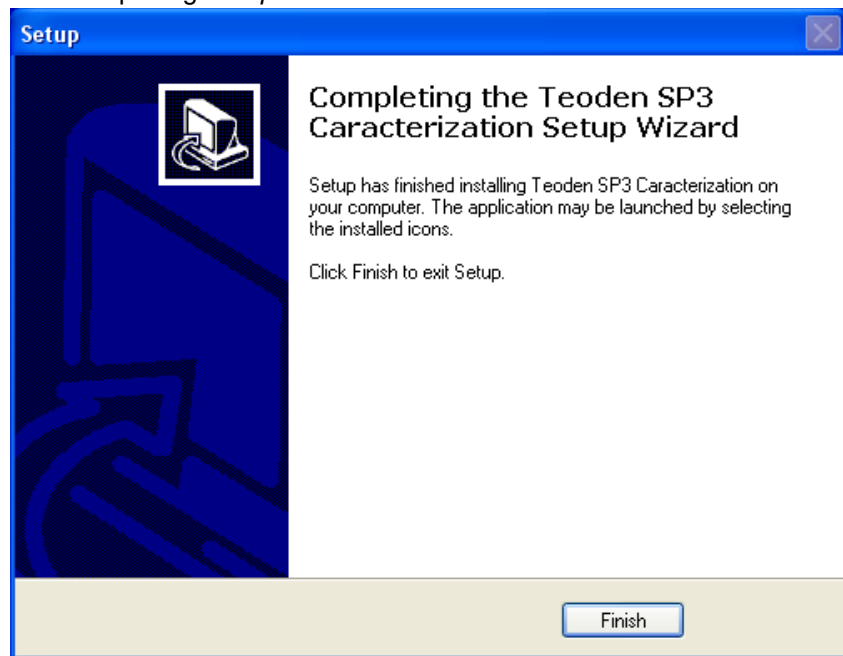 Setup
Completing the Teoden SP3
Caracterization Setup Wizard
Setup has finished installing Teoden SP3 Caracterization on
your computer. The application may be launched by selecting
the installed icons.
Click Finish to exit Setup.
Finish